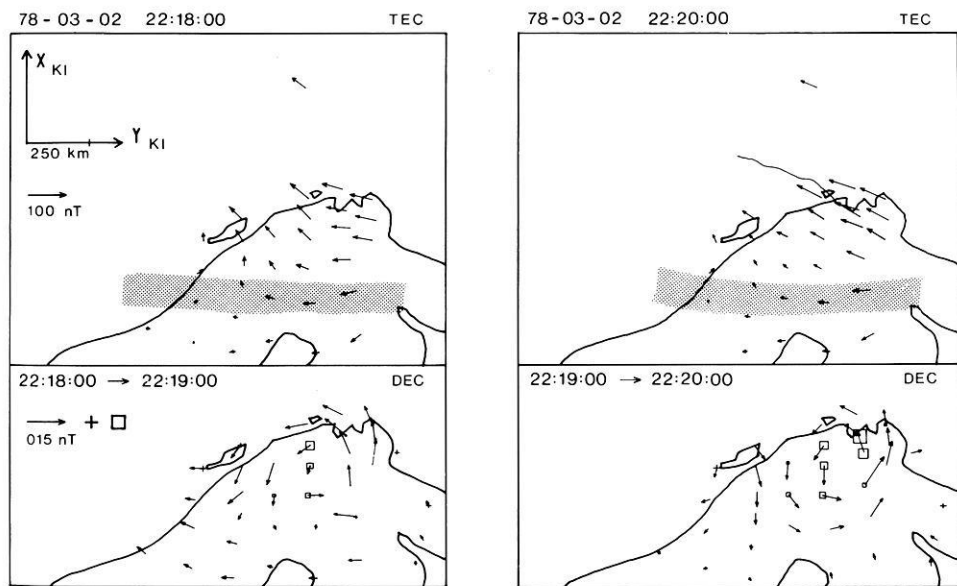 78-03-02 22:18:00 TEC
X KI
Y KI
250 km
100 nT
22:18:00 → 22:19:00 DEC
015 nT
78-03-02 22:20:00 TEC
22:19:00 → 22:20:00 DEC